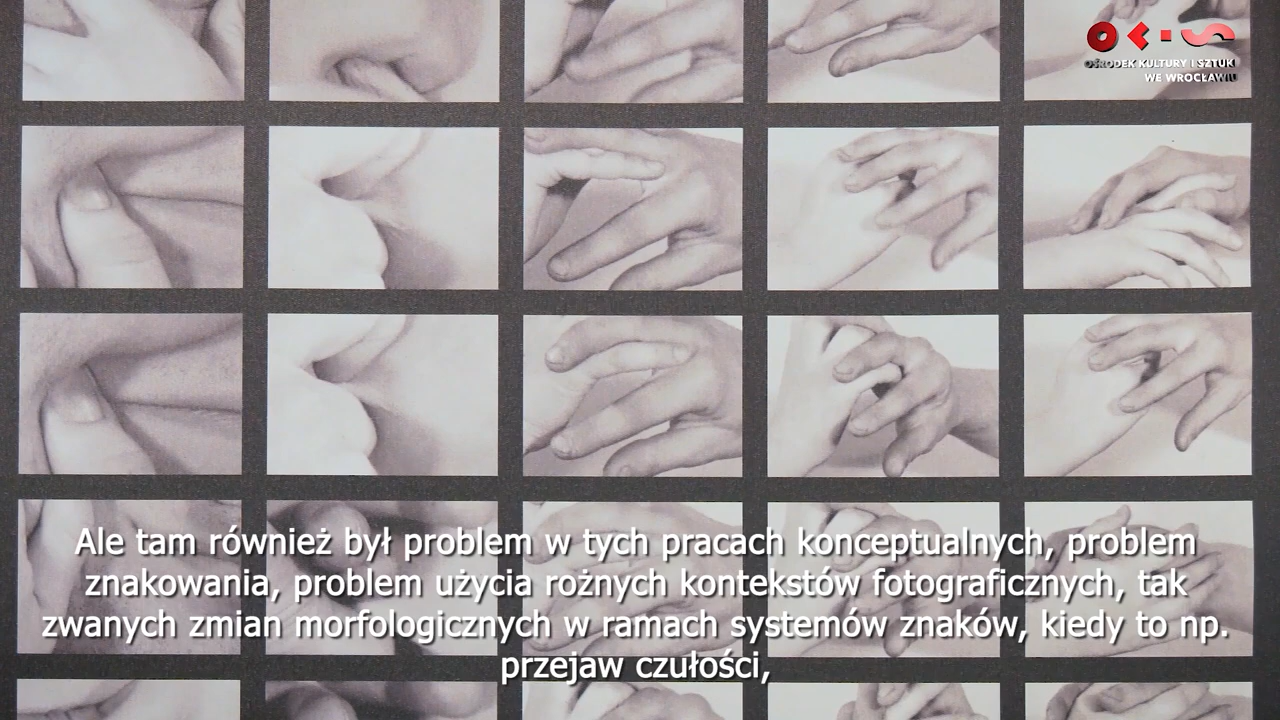 OŚRODEK KULTURY I SZTUK
WE WROCŁAWIU
Ale tam również był problem w tych pracach konceptualnych, problem
znakowania, problem użycia rożnych kontekstów fotograficznych, tak
zwanych zmian morfologicznych w ramach systemów znaków, kiedy to np.
przejaw czułości,